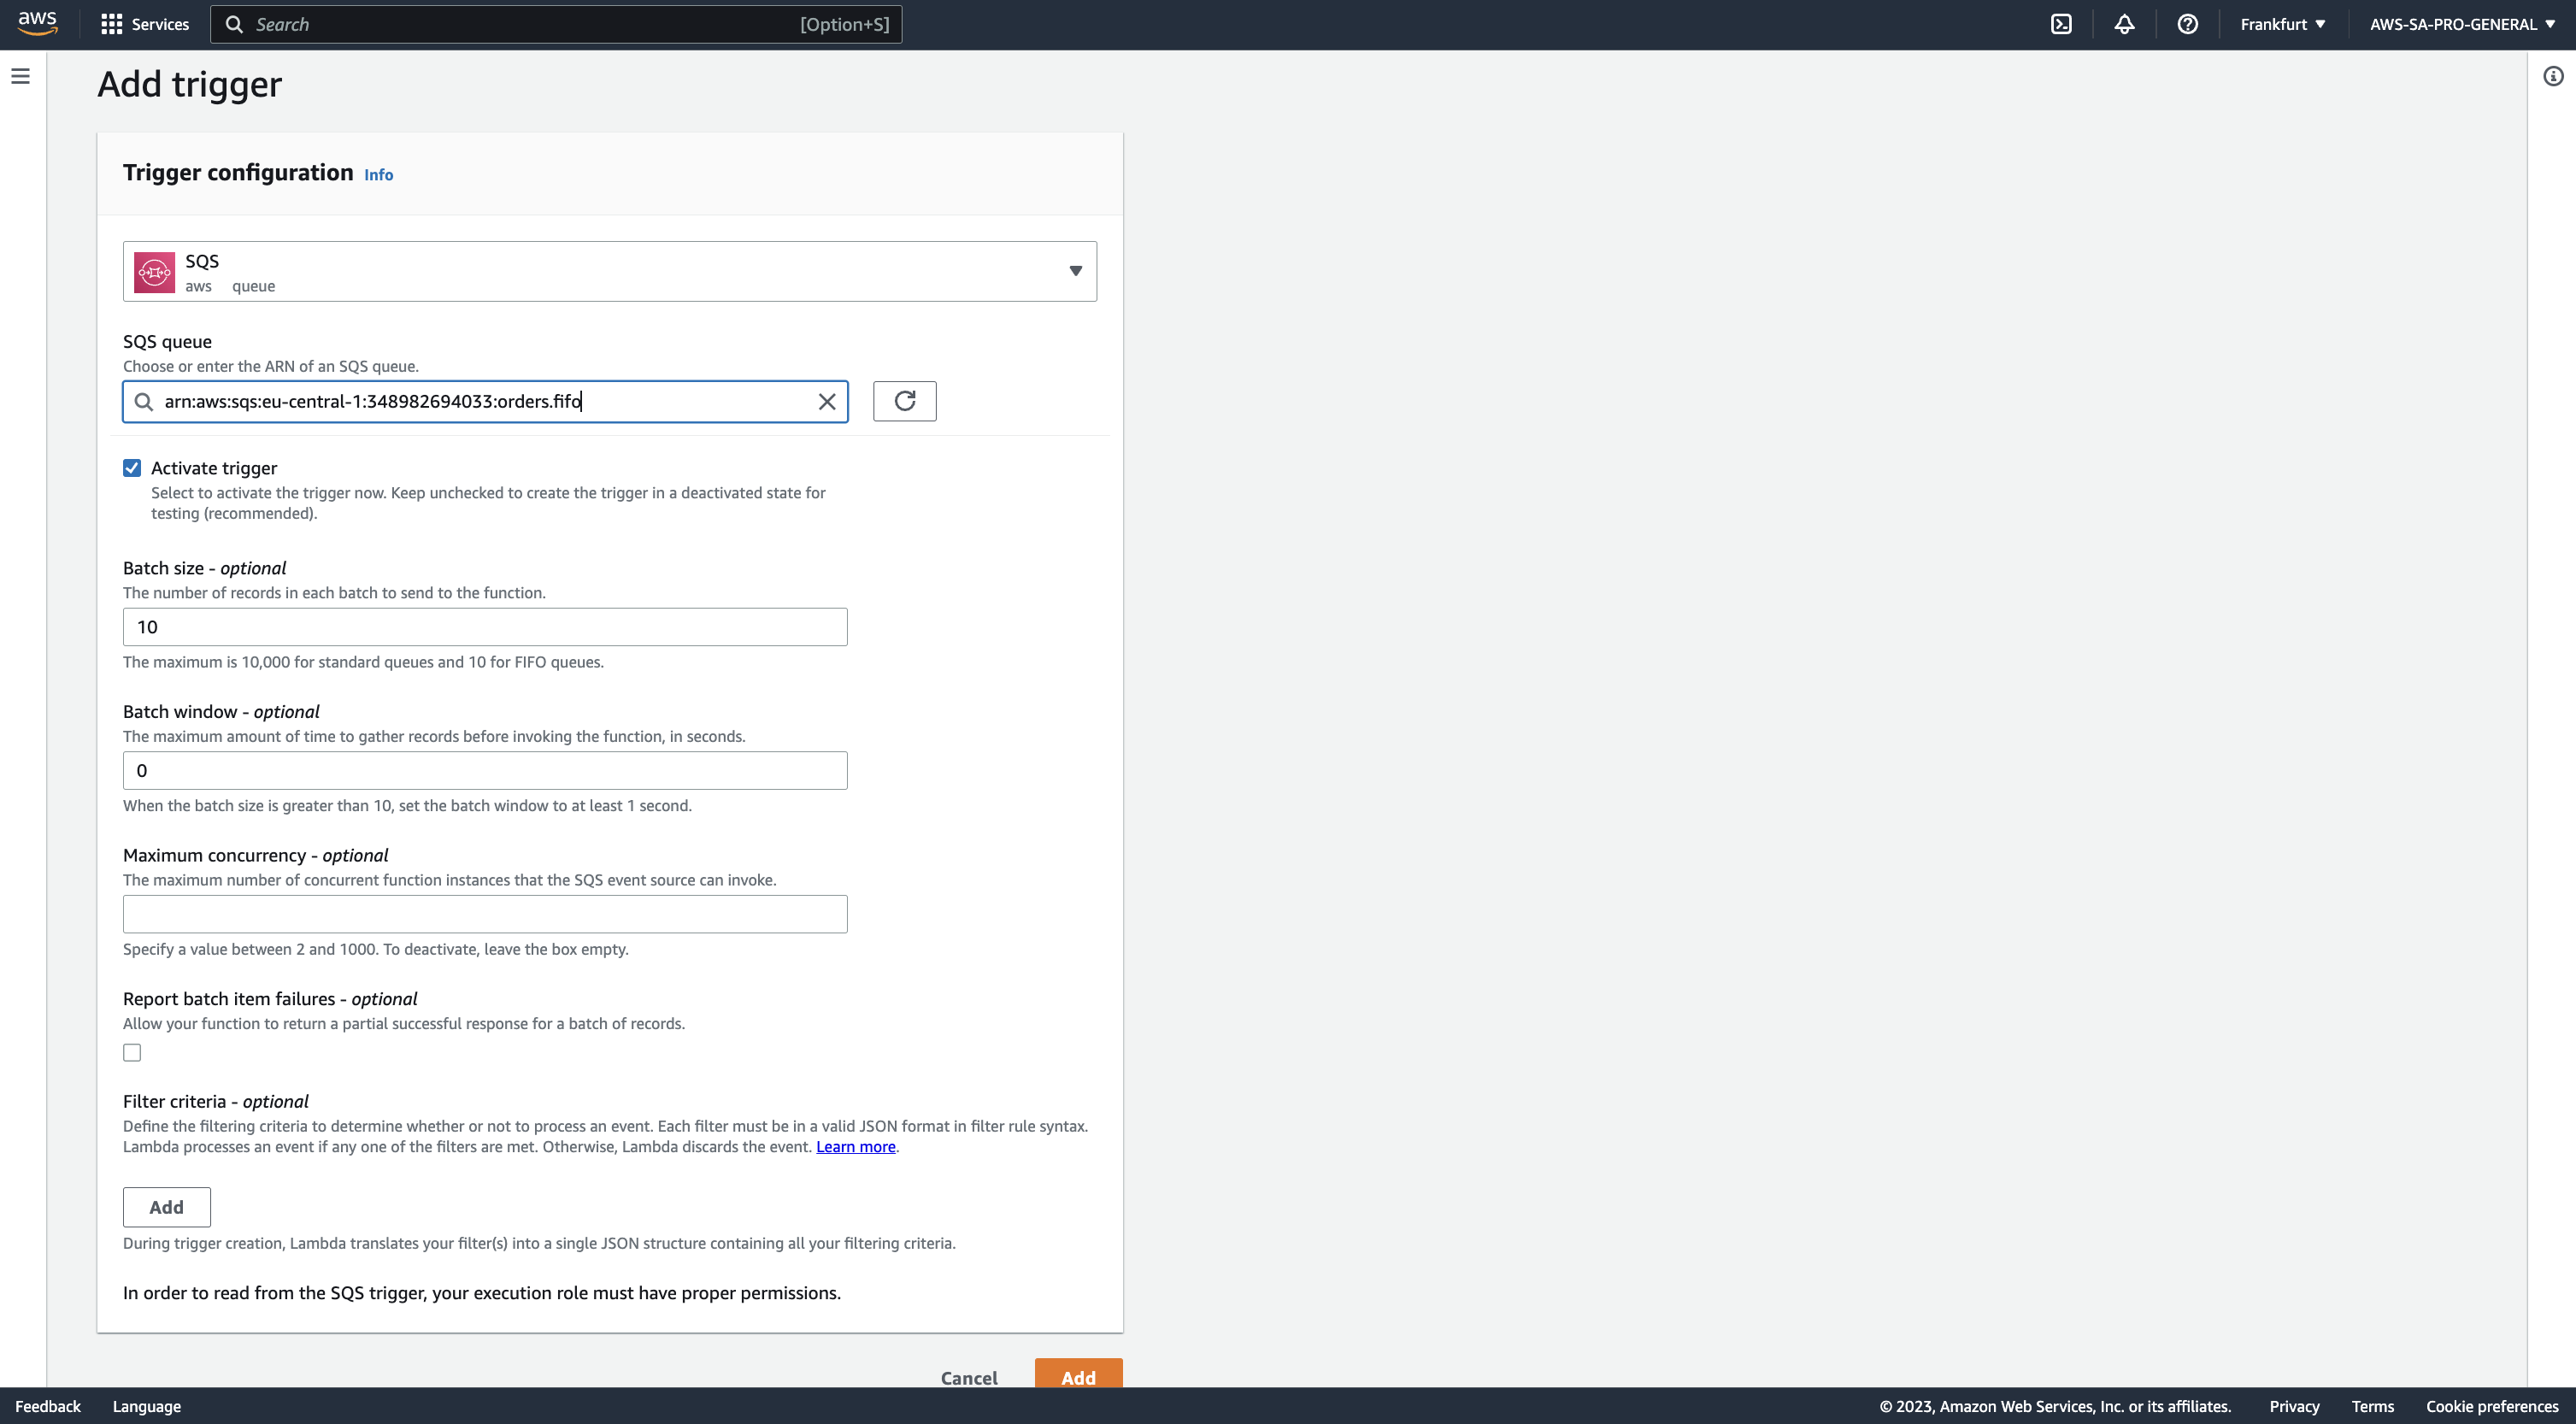 aws
Services
Search
[Option+S]
Frankfurt
AWS-SA-PRO-GENERAL
Add trigger
Trigger configuration Info
SQS
aws queue
SQS queue
Choose or enter the ARN of an SQS queue.
arn:aws:sqs:eu-central-1:348982694033:orders.fifo
Activate trigger
Select to activate the trigger now. Keep unchecked to create the trigger in a deactivated state for
testing (recommended).
Batch size - optional
The number of records in each batch to send to the function.
10
The maximum is 10,000 for standard queues and 10 for FIFO queues.
Batch window - optional
The maximum amount of time to gather records before invoking the function, in seconds.
0
When the batch size is greater than 10, set the batch window to at least 1 second.
Maximum concurrency - optional
The maximum number of concurrent function instances that the SQS event source can invoke.
Specify a value between 2 and 1000. To deactivate, leave the box empty.
Report batch item failures - optional
Allow your function to return a partial successful response for a batch of records.
Filter criteria - optional
Define the filtering criteria to determine whether or not to process an event. Each filter must be in a valid JSON format in filter rule syntax.
Lambda processes an event if any one of the filters are met. Otherwise, Lambda discards the event. Learn more.
Add
During trigger creation, Lambda translates your filter(s) into a single JSON structure containing all your filtering criteria.
In order to read from the SQS trigger, your execution role must have proper permissions.
Cancel
Add
Feedback
Language
© 2023, Amazon Web Services, Inc. or its affiliates.
Privacy
Terms
Cookie preferences